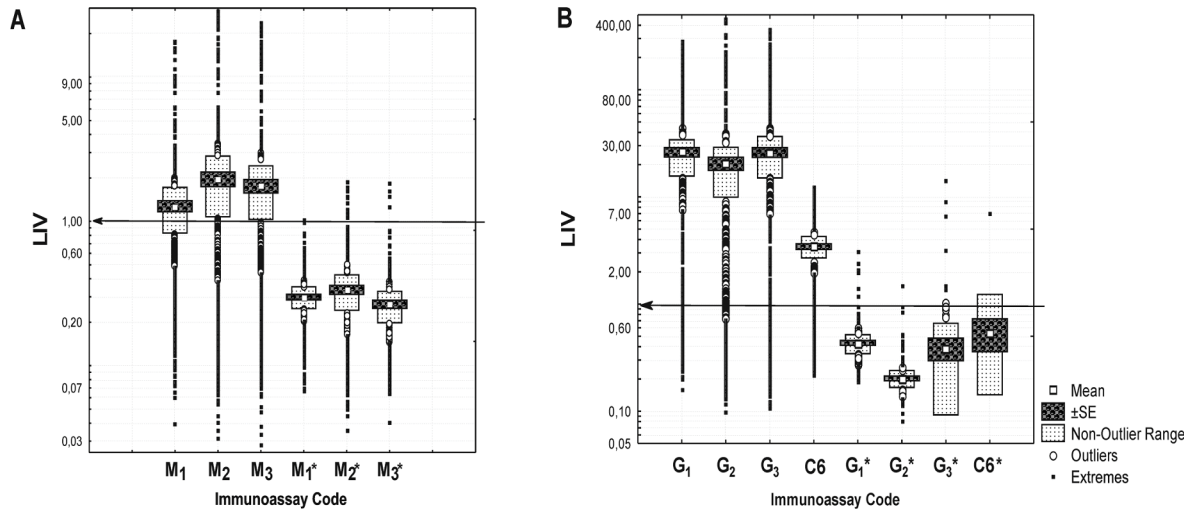 A
LIV
9,00
5,00
1,00
0,60
0,20
0,07
0,03
M₁ M₂ M₃ M₁* M₂* M₃*
Immunoassay Code
B
LIV
400,00
80,00
30,00
7,00
2,00
0,60
0,10
0,05
G₁ G₂ G₃ C6 G₁* G₂* G₃* C6*
Immunoassay Code
Mean
±SE
Non-Outlier Range
Outliers
Extremes